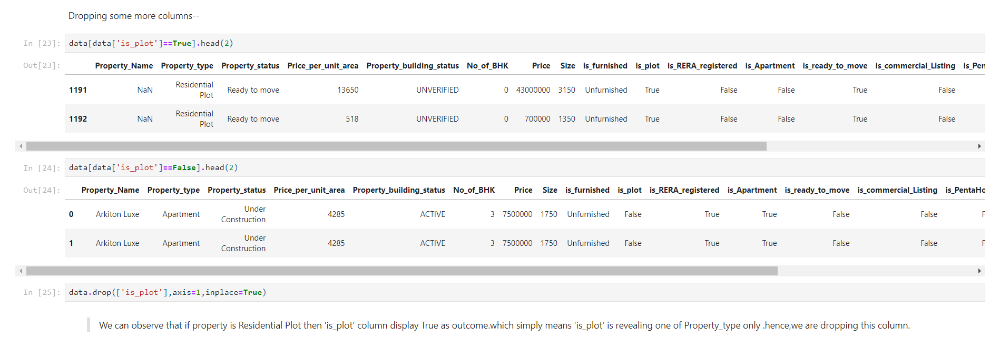 Dropping some more columns--
In [23]: data[data['is_plot']==True].head(2)
Out[23]: Property_Name Property_type Property_status Price_per_unit_area Property_building_status No_of_BHK Price Size is_furnished is_plot is_RERA_registered is_Apartment is_ready_to_move is_commercial_Listing is_Pen
Residential
1191 NaN Plot Ready to move 13650 UNVERIFIED 0 43000000 3150 Unfurnished True False False True False
Residential
1192 NaN Plot Ready to move 518 UNVERIFIED 0 700000 1350 Unfurnished True False False True False
In [24]: data[data['is_plot']==False].head(2)
Out[24]: Property_Name Property_type Property_status Price_per_unit_area Property_building_status No_of_BHK Price Size is_furnished is_plot is_RERA_registered is_Apartment is_ready_to_move is_commercial_Listing is_PentaHo
Under
0 Arkiton Luxe Apartment Construction 4285 ACTIVE 3 7500000 1750 Unfurnished False True True False False F
Under
1 Arkiton Luxe Apartment Construction 4285 ACTIVE 3 7500000 1750 Unfurnished False True True False False F
In [25]: data.drop(['is_plot'],axis=1,inplace=True)
We can observe that if property is Residential Plot then 'is_plot' column display True as outcome.which simply means 'is_plot' is revealing one of Property_type only .hence,we are dropping this column.